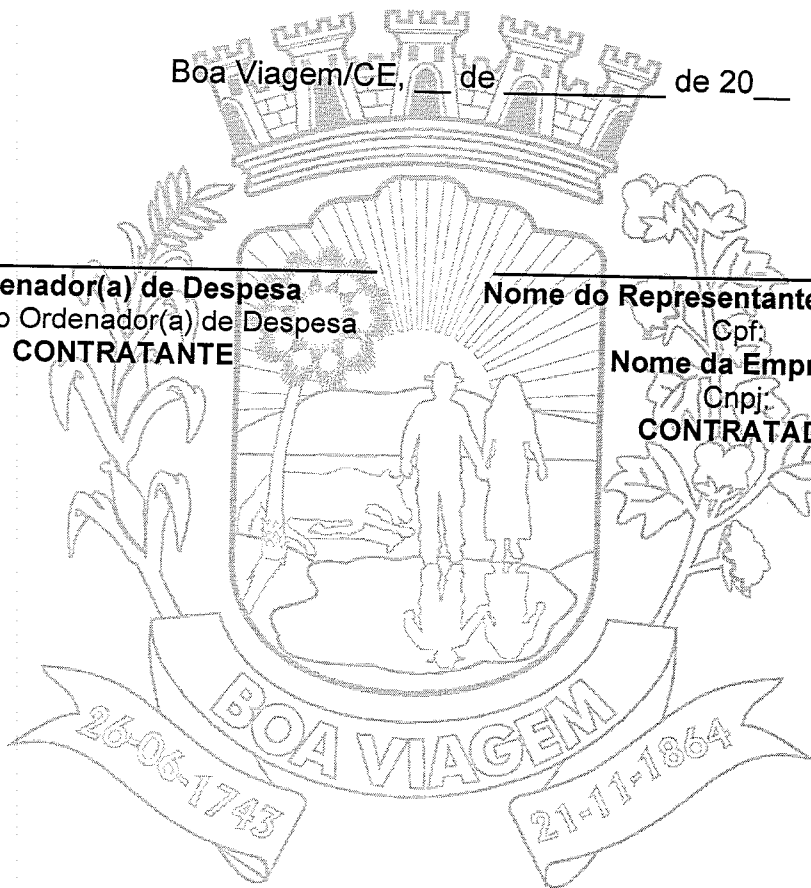 Boa Viagem/CE, __ de __________ de 20__
enador(a) de Despesa
o Ordenador(a) de Despesa
CONTRATANTE
Nome do Representante
Cpf:
Nome da Empr
Cnpj:
CONTRATAD
BOA VIAGEM
26-06-1743
21-11-1864